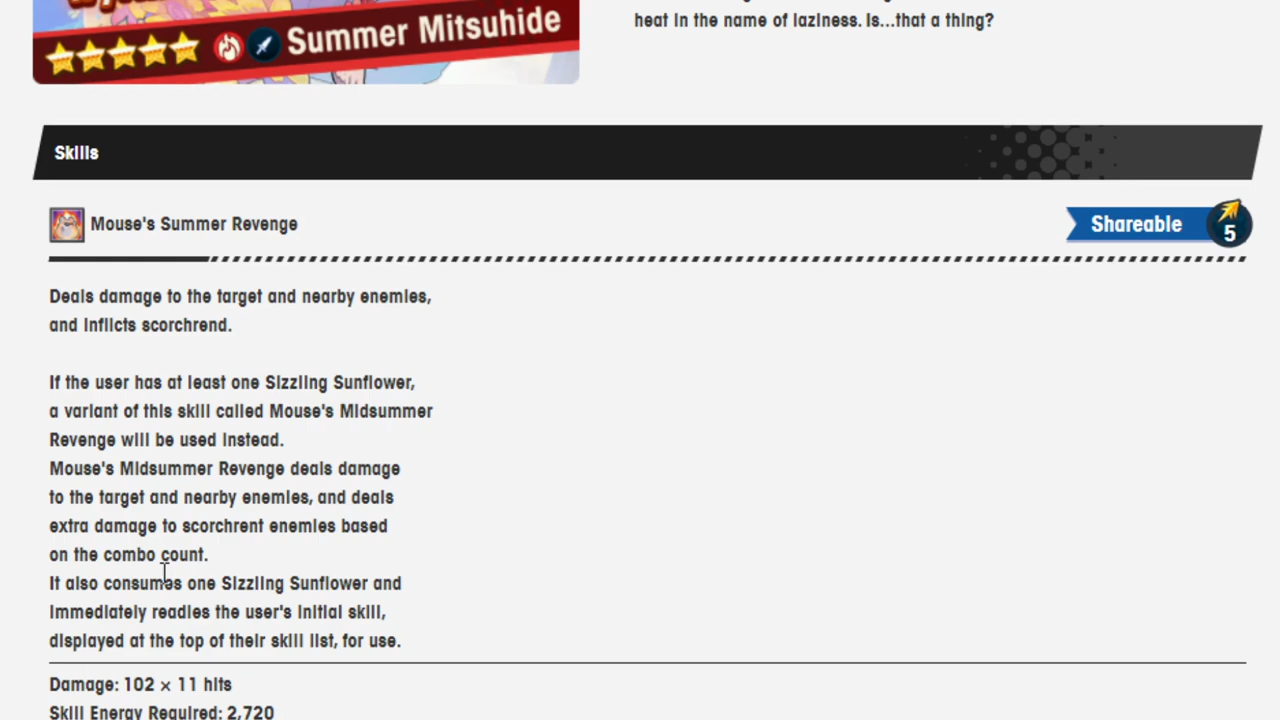 heat in the name of laziness. Is...that a thing?
Summer Mitsuhide
Skills
Mouse's Summer Revenge
Shareable
5
Deals damage to the target and nearby enemies,
and inflicts scorchrend.
If the user has at least one Sizzling Sunflower,
a variant of this skill called Mouse's Midsummer
Revenge will be used instead.
Mouse's Midsummer Revenge deals damage
to the target and nearby enemies, and deals
extra damage to scorchrent enemies based
on the combo count.
It also consumes one Sizzling Sunflower and
immediately readies the user's initial skill,
displayed at the top of their skill list, for use.
Damage: 102 × 11 hits
Skill Energy Required: 2,720